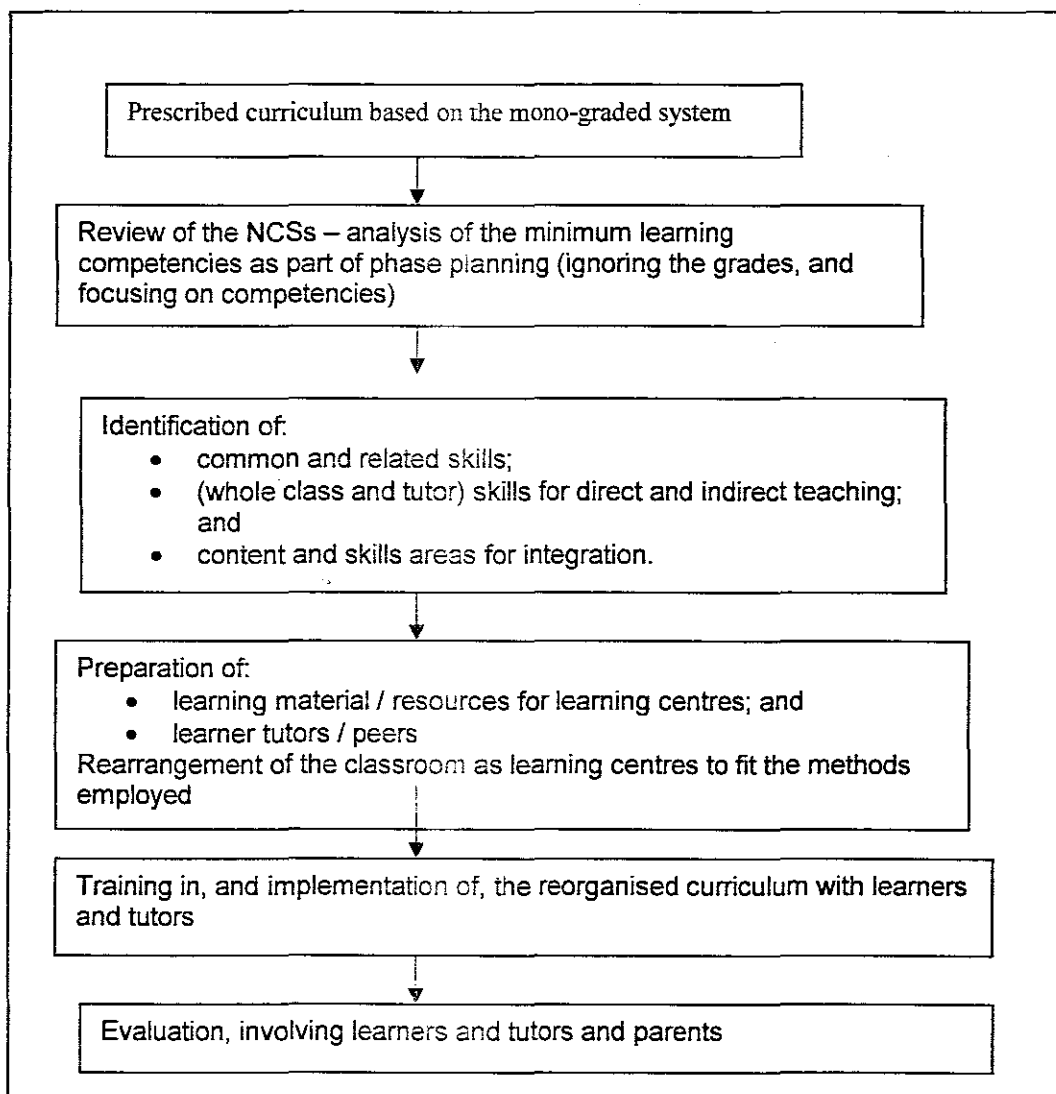 Prescribed curriculum based on the mono-graded system
Review of the NCSs – analysis of the minimum learning
competencies as part of phase planning (ignoring the grades, and
focusing on competencies)
Identification of:
• common and related skills;
• (whole class and tutor) skills for direct and indirect teaching;
and
• content and skills areas for integration.
Preparation of:
• learning material / resources for learning centres; and
• learner tutors / peers
Rearrangement of the classroom as learning centres to fit the methods
employed
Training in, and implementation of, the reorganised curriculum with learners
and tutors
Evaluation, involving learners and tutors and parents